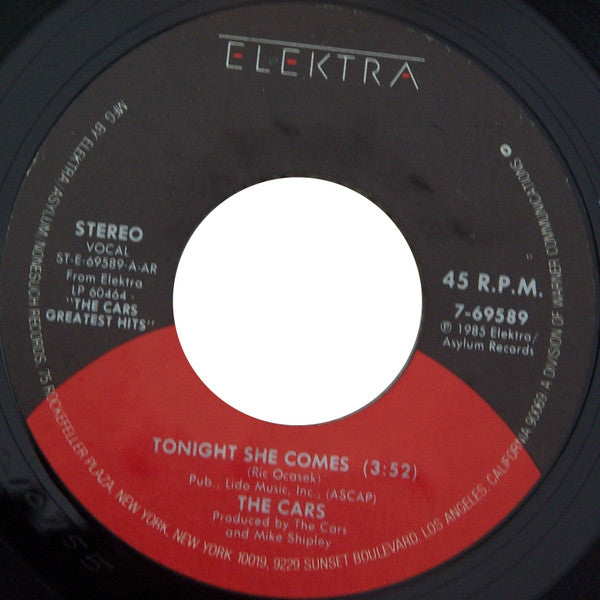 ELEKTRA
STEREO
VOCAL
ST-E-69589-A-AR
From Elektra
LP 60464
"THE CARS
GREATEST HITS"
45 R.P.M.
7-69589
℗ 1985 Elektra/
Asylum Records
TONIGHT SHE COMES (3:52)
(Ric Ocasek)
Pub., Lido Music, Inc., (ASCAP)
THE CARS
Produced by The Cars
and Mike Shipley
MFG. BY ELEKTRA/ASYLUM/NONESUCH RECORDS, 75 ROCKEFELLER PLAZA, NEW YORK, NEW YORK 10019, 9229 SUNSET BOULEVARD, LOS ANGELES, CALIFORNIA 90069 A DIVISION OF WARNER COMMUNICATIONS